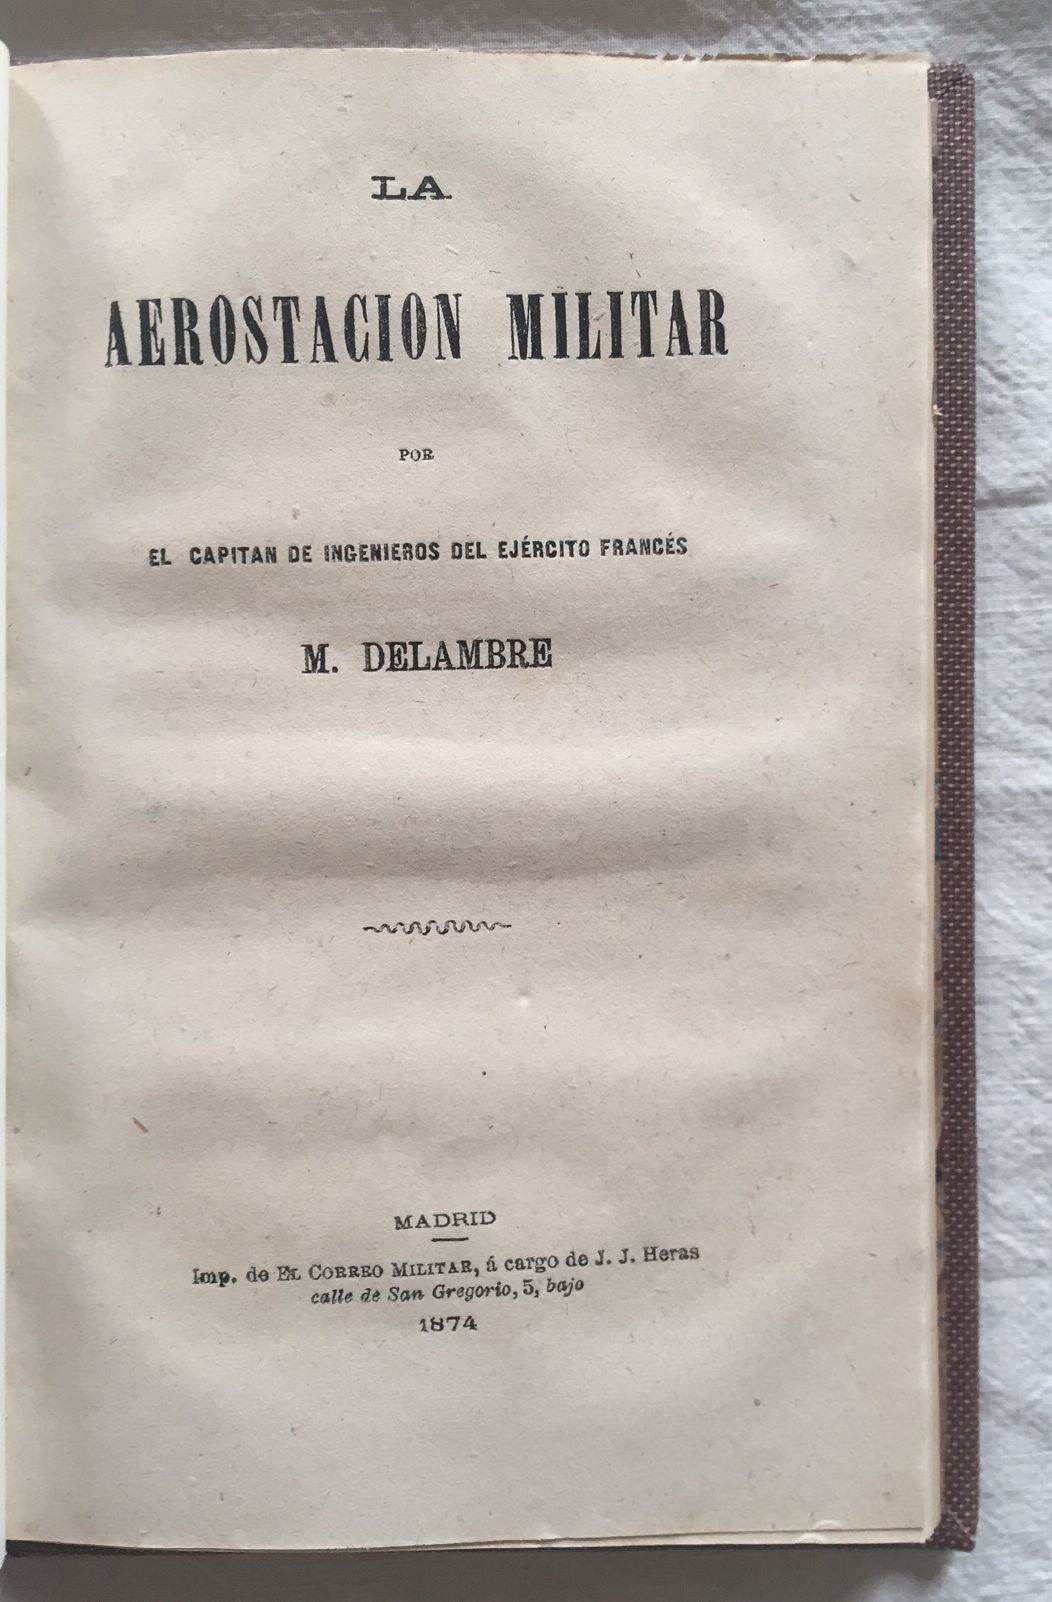 LA
AEROSTACION MILITAR
POR
EL CAPITAN DE INGENIEROS DEL EJÉRCITO FRANCÉS
M. DELAMBRE
MADRID
Imp. de EL CORREO MILITAR, á cargo de J. J. Heras
calle de San Gregorio, 5, bajo
1874